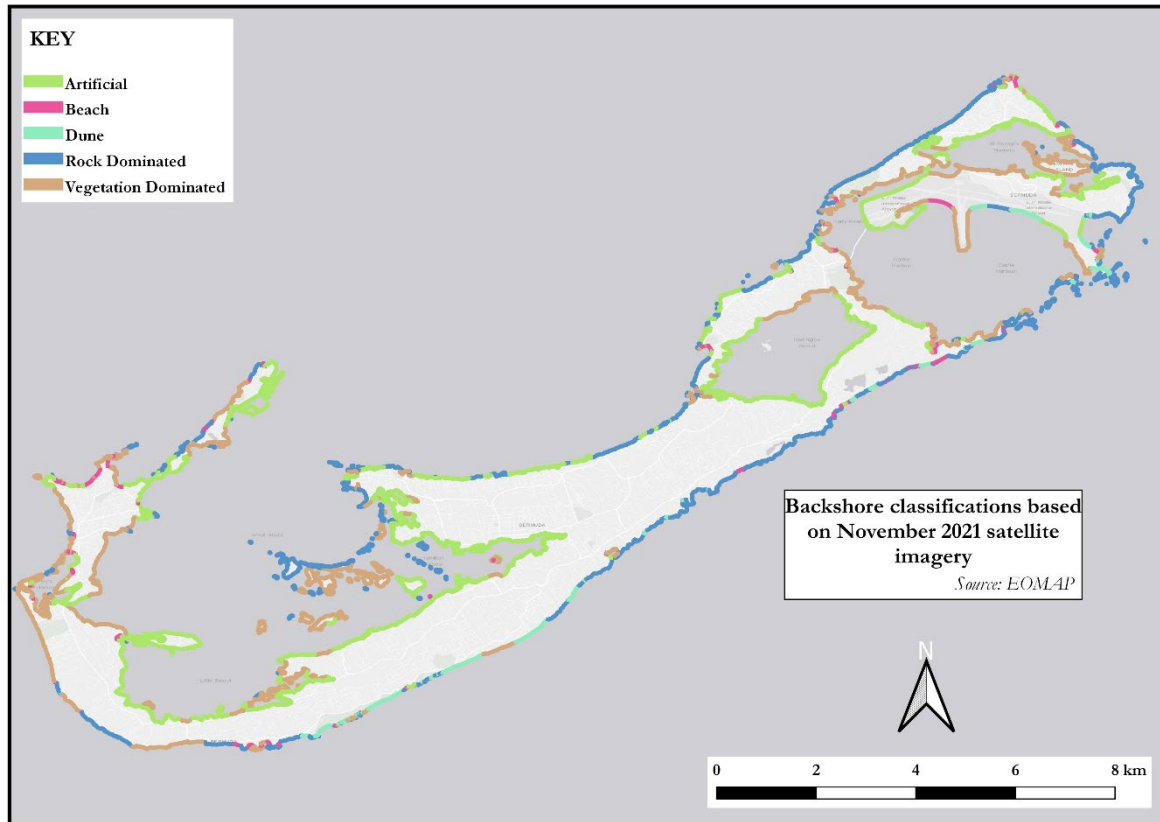 KEY
Artificial
Beach
Dune
Rock Dominated
Vegetation Dominated
Backshore classifications based
on November 2021 satellite
imagery
Source: EOMAP
N
0 2 4 6 8 km